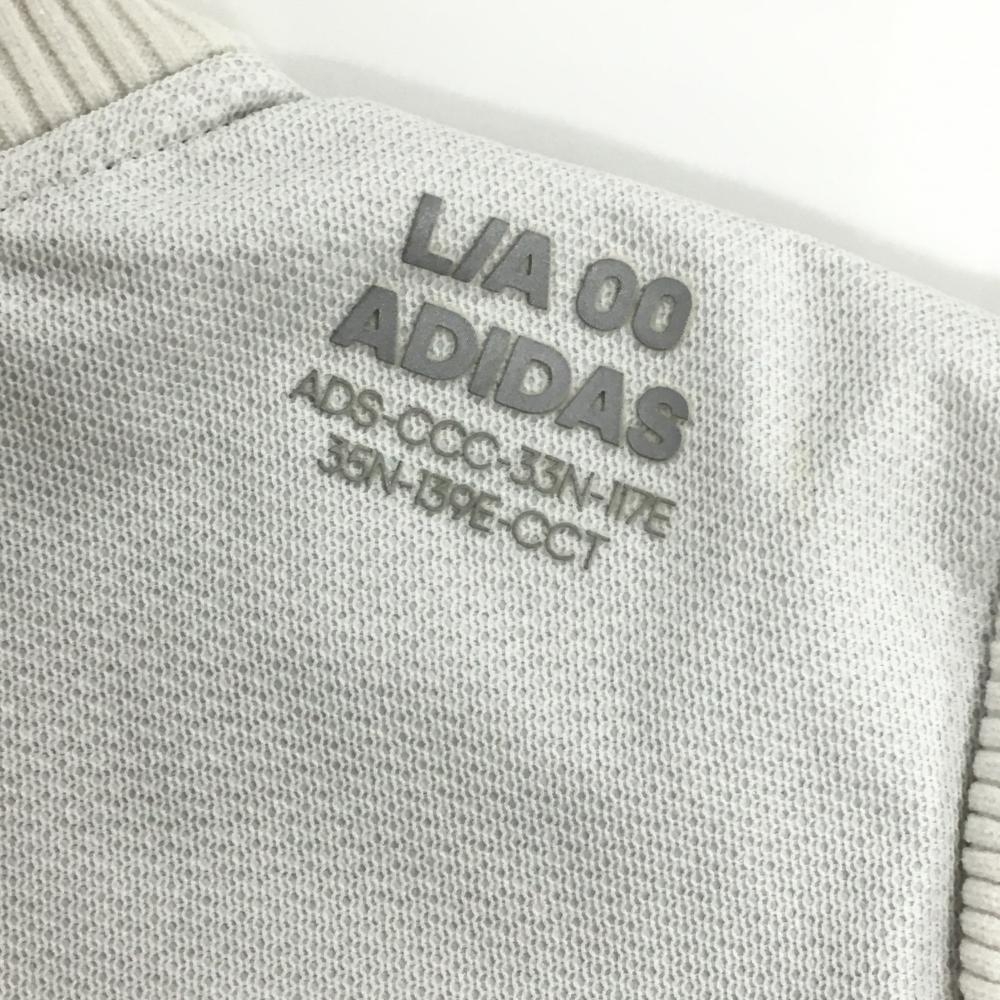 L/A 00
ADIDAS
ADS-CCC-33N-117E
35N-139E-CCT